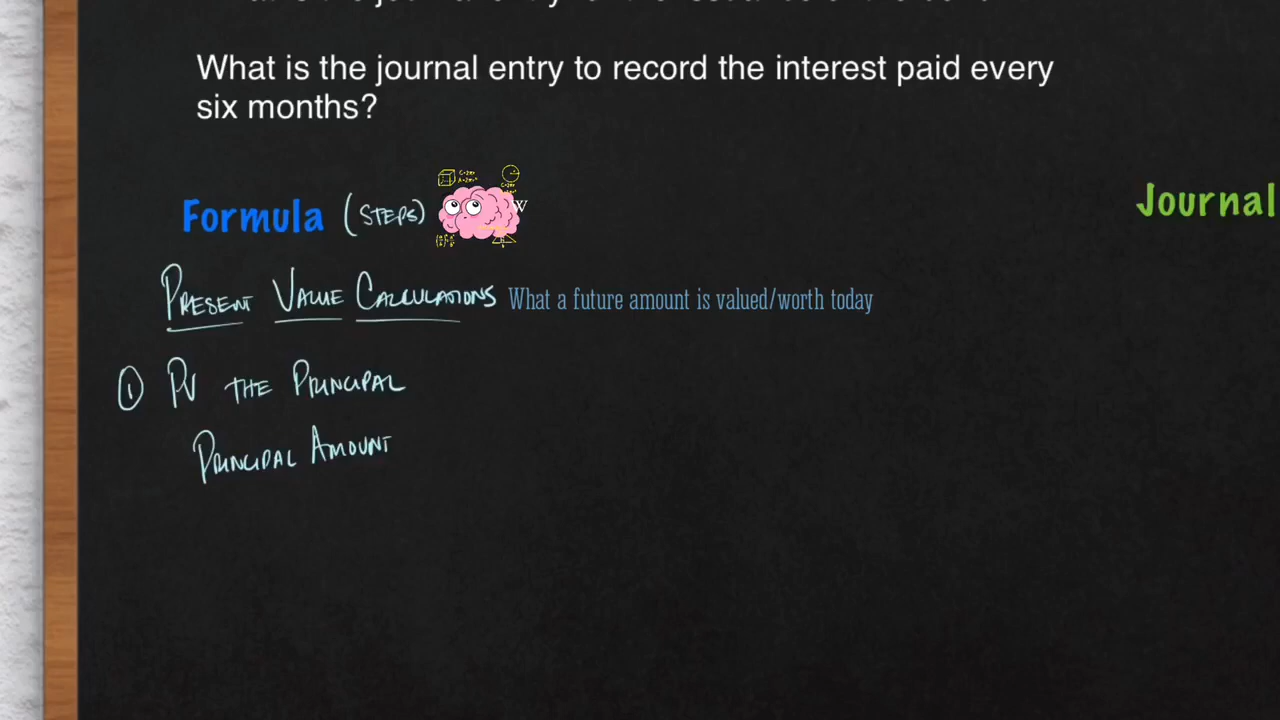 What is the journal entry to record the interest paid every
six months?
Formula (STEPS)
Journal
PRESENT VALUE CALCULATIONS What a future amount is valued/worth today
① PV THE PRINCIPAL
PRINCIPAL AMOUNT